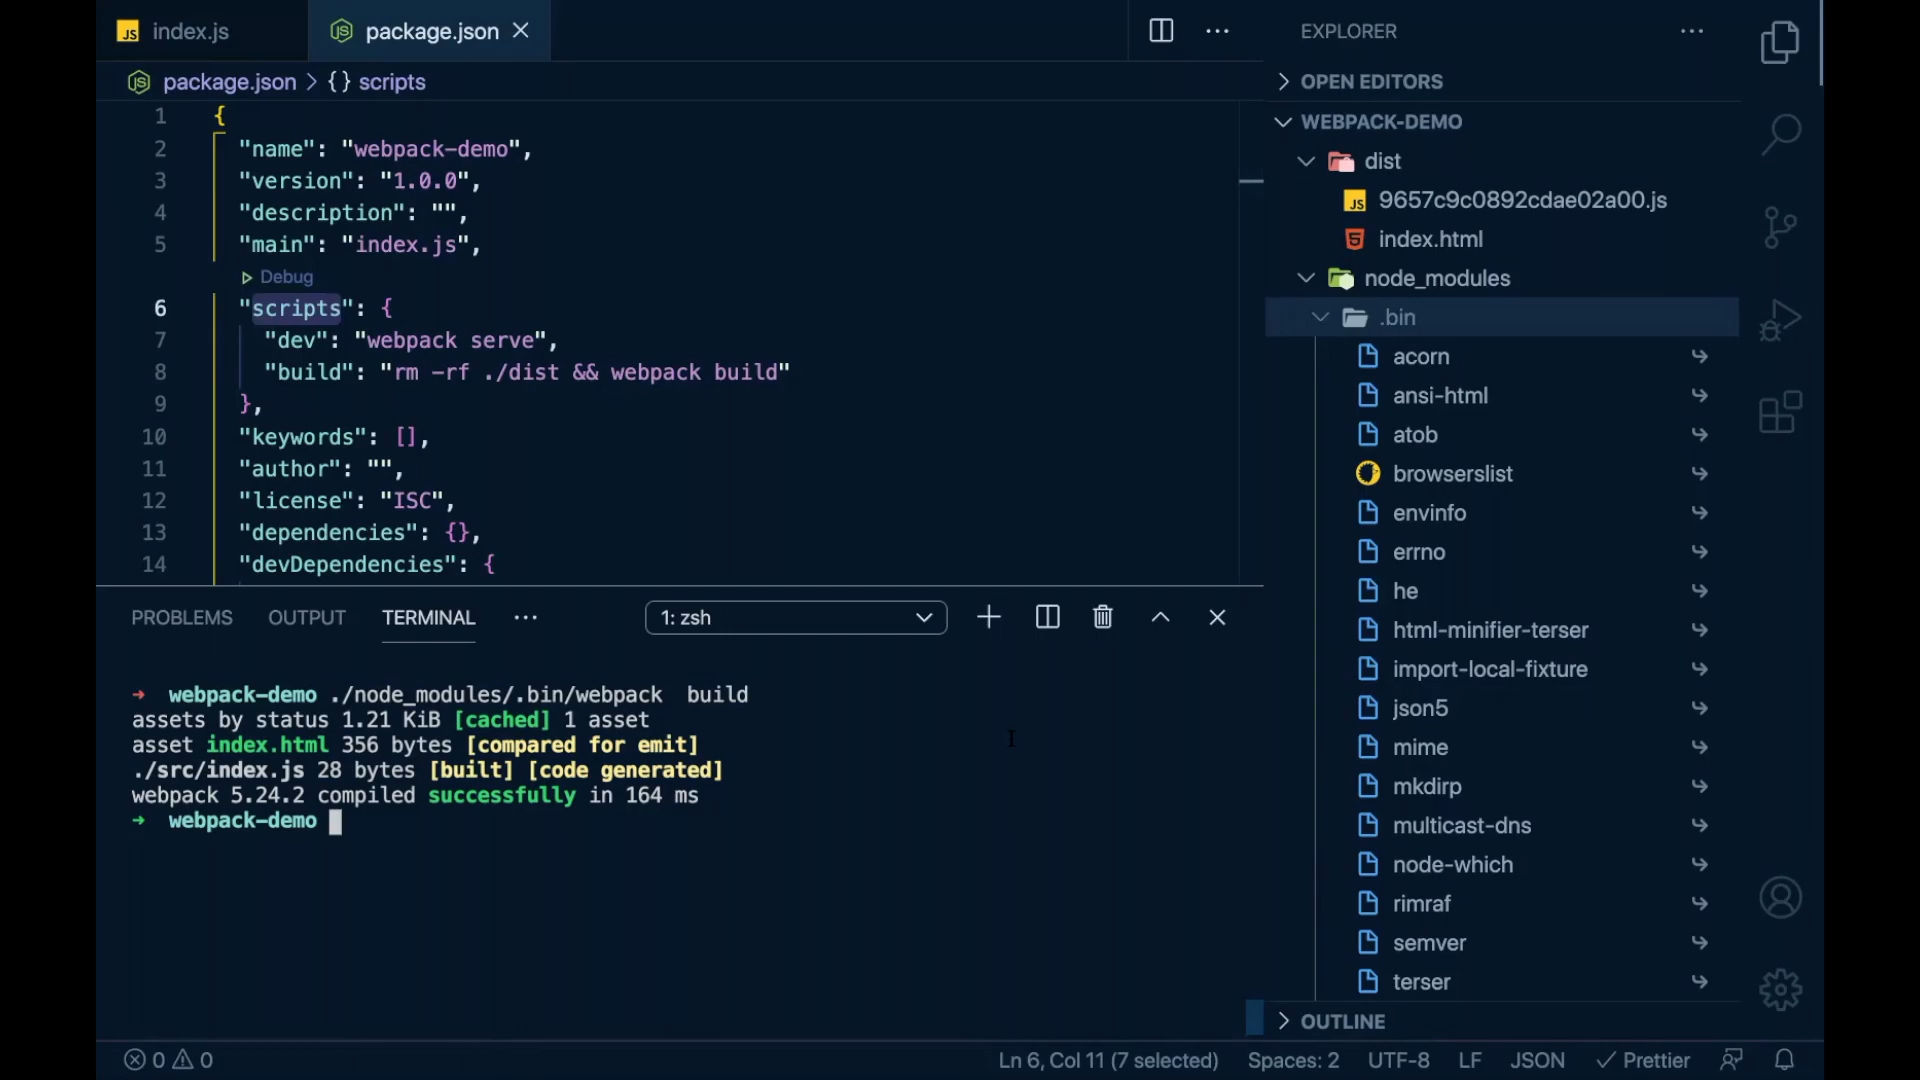 index.js
package.json
package.json > {} scripts
1 {
2 "name": "webpack-demo",
3 "version": "1.0.0",
4 "description": "",
5 "main": "index.js",
Debug
6 "scripts": {
7 "dev": "webpack serve",
8 "build": "rm -rf ./dist && webpack build"
9 },
10 "keywords": [],
11 "author": "",
12 "license": "ISC",
13 "dependencies": {},
14 "devDependencies": {
PROBLEMS
OUTPUT
TERMINAL
1: zsh
→ webpack-demo ./node_modules/.bin/webpack  build
assets by status 1.21 KiB [cached] 1 asset
asset index.html 356 bytes [compared for emit]
./src/index.js 28 bytes [built] [code generated]
webpack 5.24.2 compiled successfully in 164 ms
→ webpack-demo
EXPLORER
OPEN EDITORS
WEBPACK-DEMO
dist
JS 9657c9c0892cdae02a00.js
index.html
node_modules
.bin
acorn
ansi-html
atob
browserslist
envinfo
errno
he
html-minifier-terser
import-local-fixture
json5
mime
mkdirp
multicast-dns
node-which
rimraf
semver
terser
OUTLINE
0 0
Ln 6, Col 11 (7 selected)
Spaces: 2
UTF-8
LF
JSON
Prettier